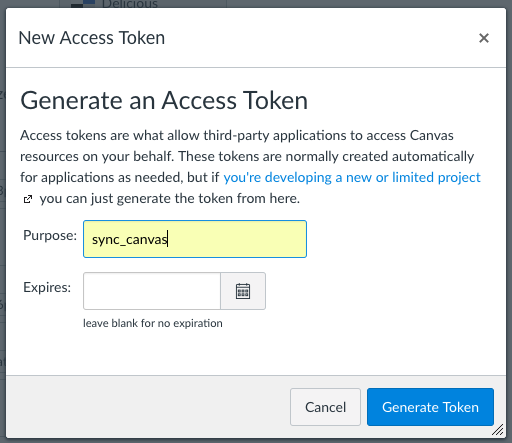 Delicious
New Access Token
×
Generate an Access Token
Access tokens are what allow third-party applications to access Canvas
resources on your behalf. These tokens are normally created automatically
for applications as needed, but if you're developing a new or limited project
you can just generate the token from here.
Purpose: sync_canvas
Expires:
leave blank for no expiration
Cancel Generate Token